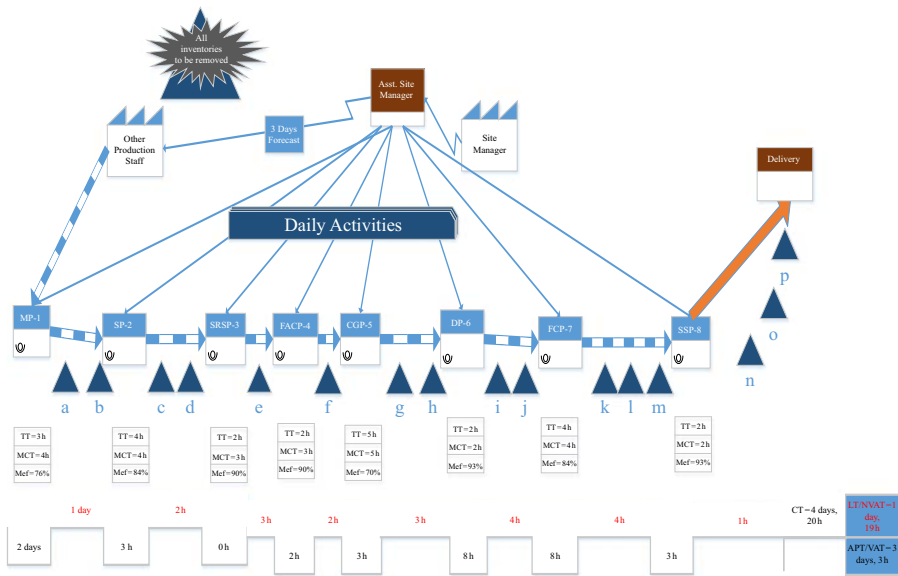 All
inventories
to be removed
Asst. Site
Manager
Other
Production
Staff
3 Days
Forecast
Site
Manager
Delivery
Daily Activities
p
o
n
MP-1
SP-2
SRSP-3
FACP-4
CGP-5
DP-6
FCP-7
SSP-8
a
b
c
d
e
f
g
h
i
j
k
l
m
TT=3h
MCT=4h
Mef=76%
TT=4h
MCT=4h
Mef=84%
TT=2h
MCT=3h
Mef=90%
TT=2h
MCT=3h
Mef=90%
TT=5h
MCT=5h
Mef=70%
TT=2h
MCT=2h
Mef=93%
TT=4h
MCT=4h
Mef=84%
TT=2h
MCT=2h
Mef=93%
1 day
2h
3h
2h
3h
4h
4h
1h
CT=4 days,
20h
LT/NVAT=1
day,
19h
2 days
3h
0h
2h
3h
8h
8h
3h
APT/VAT=3
days, 3h